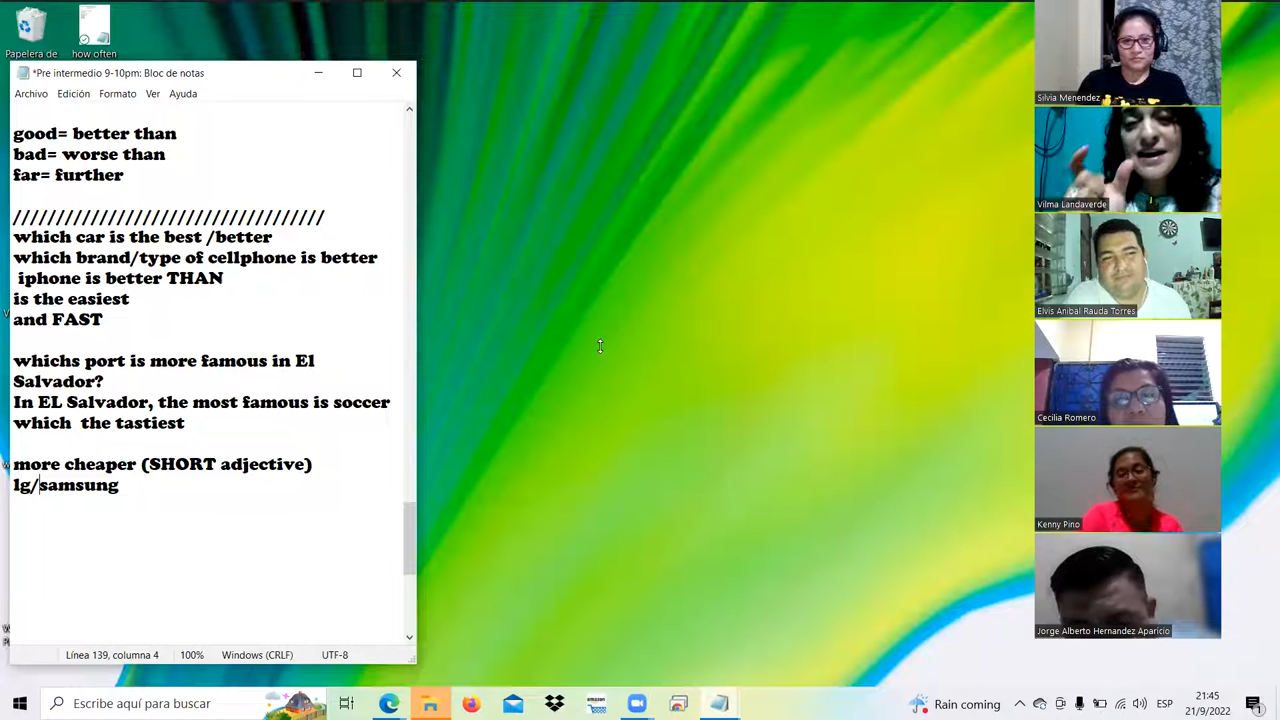 Papelera de
how often
*Pre intermedio 9-10pm: Bloc de notas
Archivo Edición Formato Ver Ayuda
good= better than
bad= worse than
far= further
////////////////////////////////////
which car is the best /better
which brand/type of cellphone is better
iphone is better THAN
is the easiest
and FAST
whichs port is more famous in El
Salvador?
In EL Salvador, the most famous is soccer
which  the tastiest
more cheaper (SHORT adjective)
lg/samsung
Línea 139, columna 4 100% Windows (CRLF) UTF-8
Silvia Menendez
Vilma Landaverde
Elvis Anibal Rauda Torres
Cecilia Romero
Kenny Pino
Jorge Alberto Hernandez Aparicio
Escribe aquí para buscar
amazon
Rain coming
ESP
21:45
21/9/2022
1